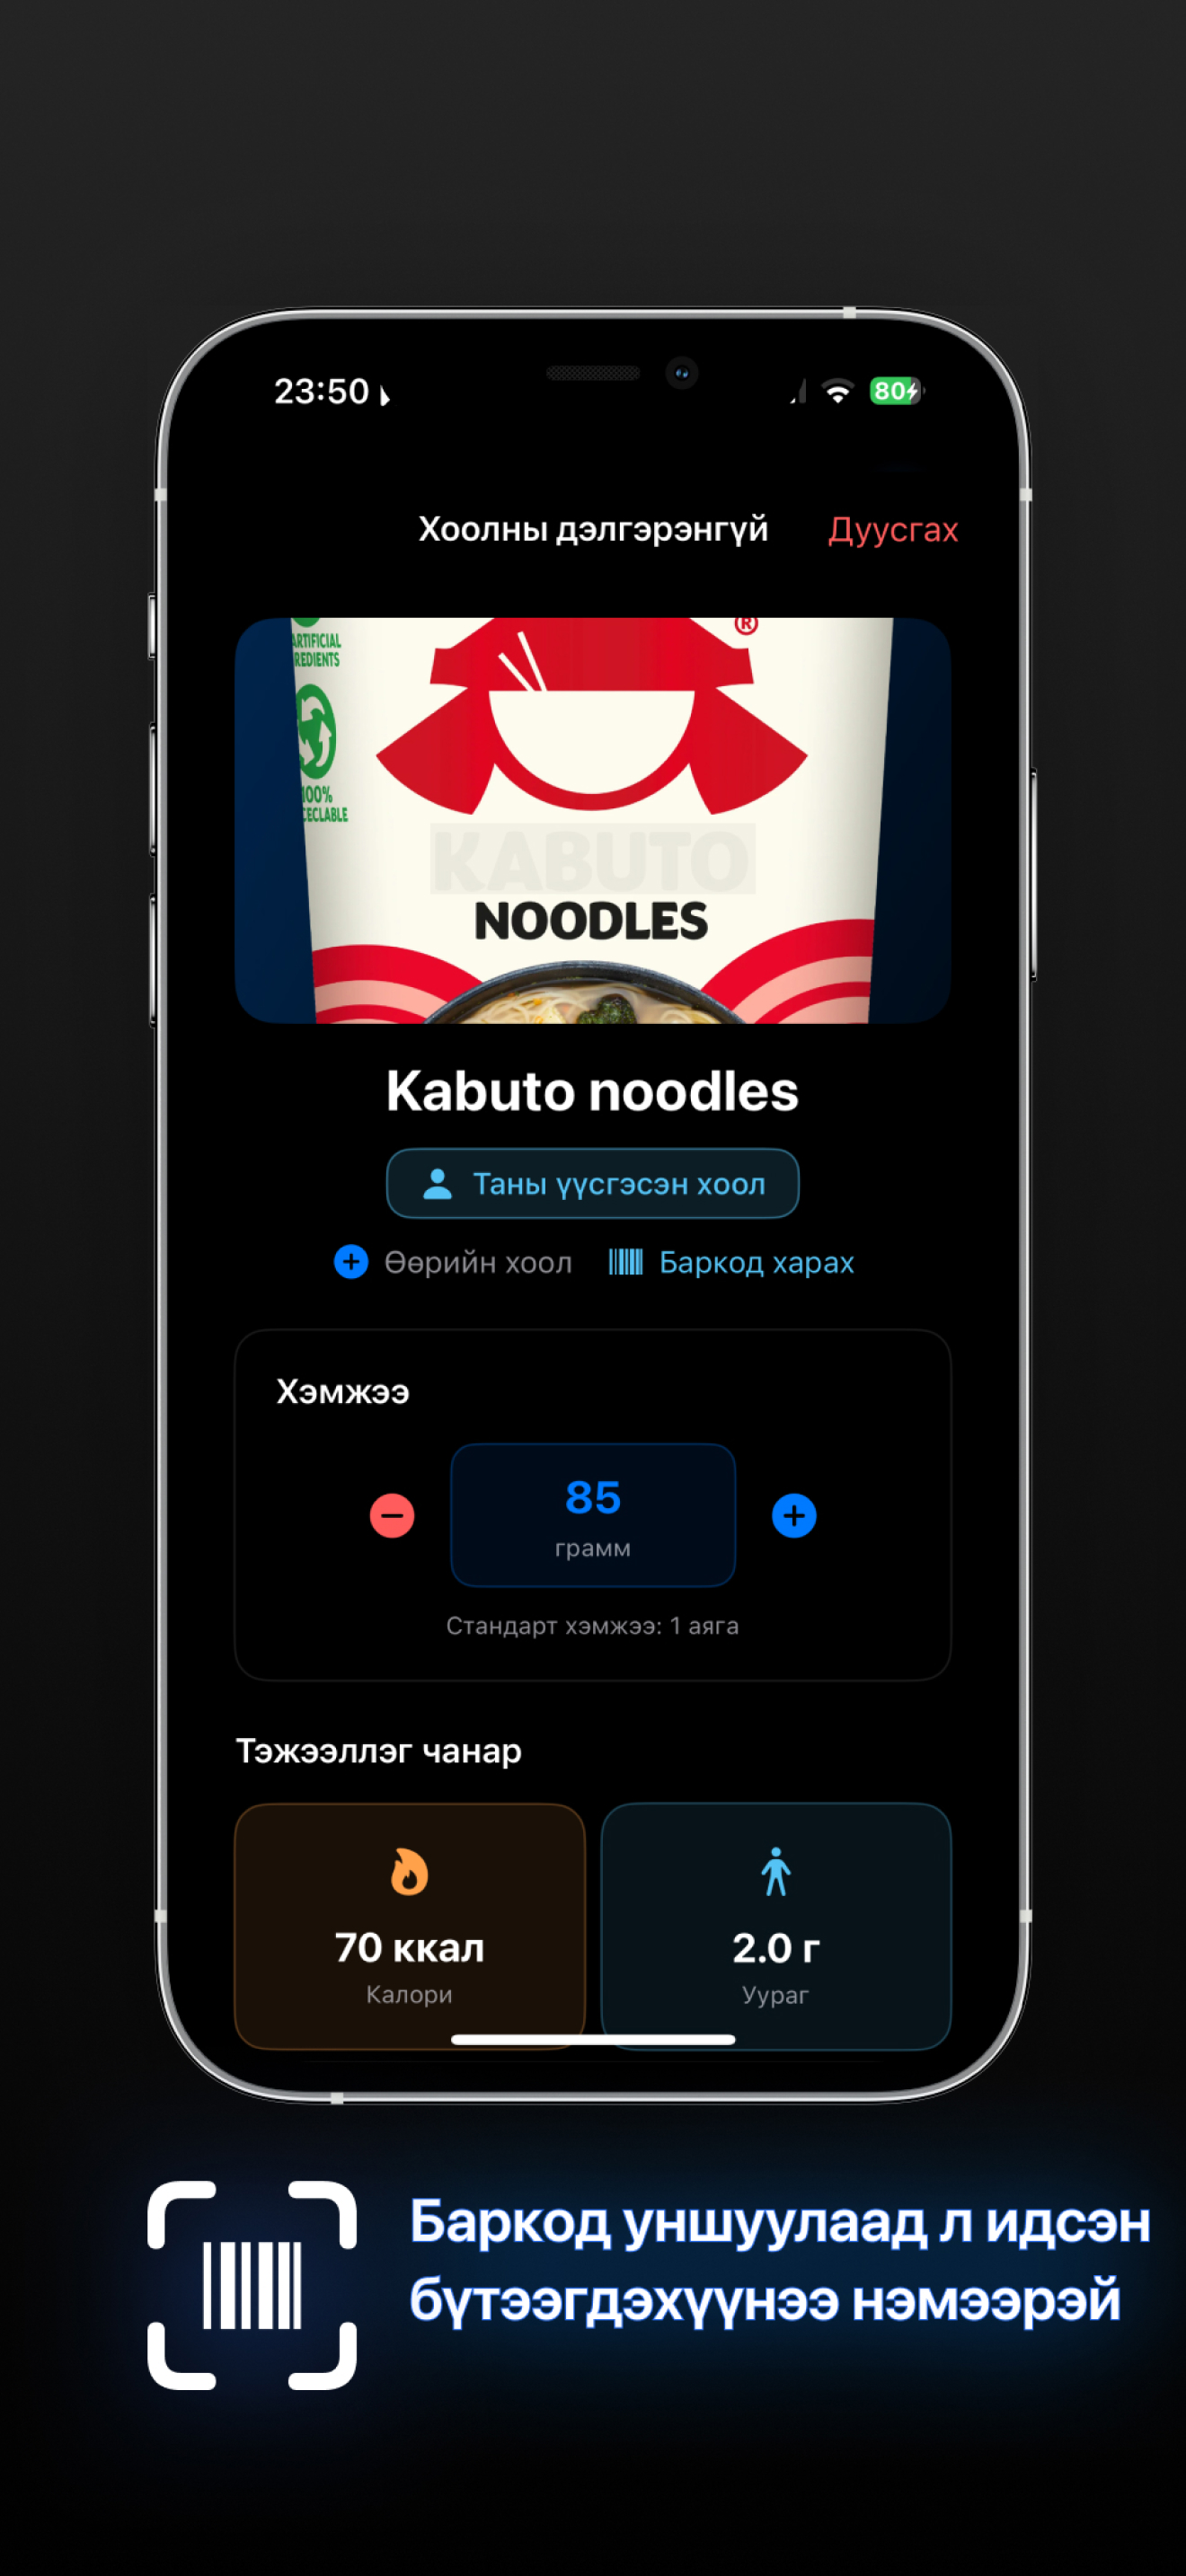 23:50
80
Хоолны дэлгэрэнгүй
Дуусгах
®
ARTIFICIAL
REDIENTS
100%
CECLABLE
KABUTO
NOODLES
Kabuto noodles
Таны үүсгэсэн хоол
Өөрийн хоол
Баркод харах
Хэмжээ
85
грамм
Стандарт хэмжээ: 1 аяга
Тэжээллэг чанар
70 ккал
Калори
2.0 г
Уураг
Баркод уншуулаад л идсэн
бүтээгдэхүүнээ нэмээрэй